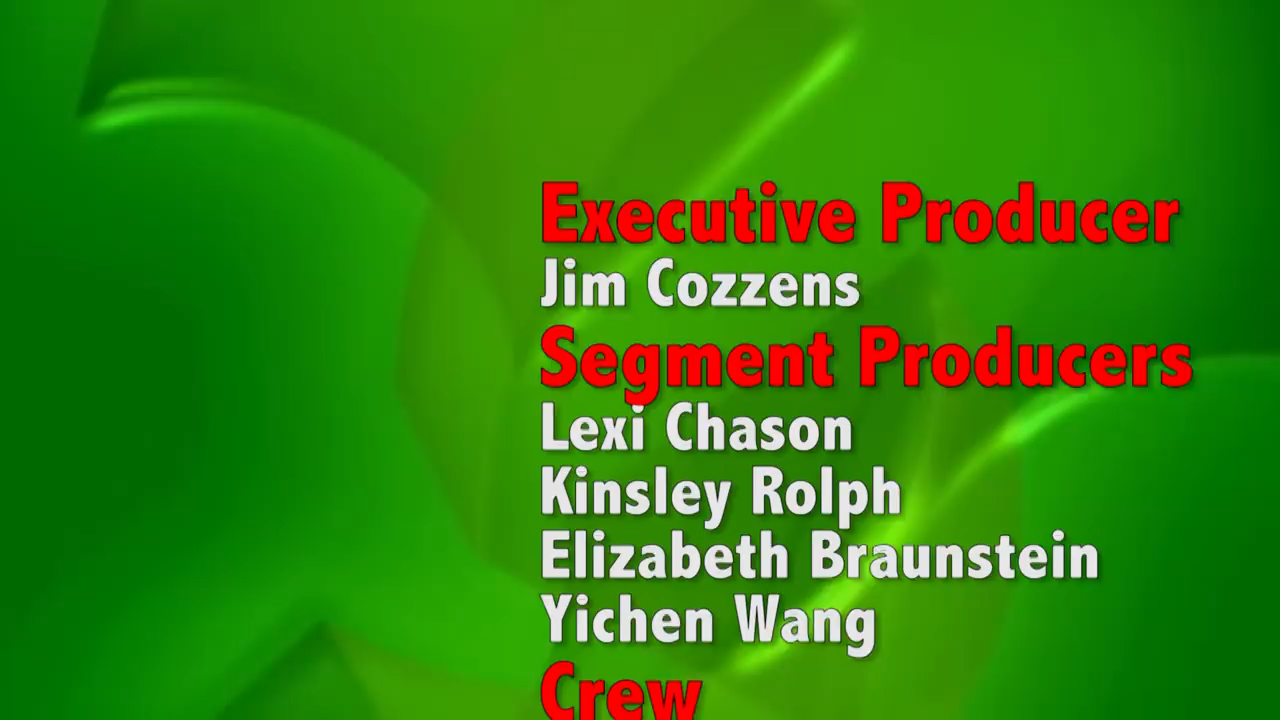 Executive Producer
Jim Cozzens
Segment Producers
Lexi Chason
Kinsley Rolph
Elizabeth Braunstein
Yichen Wang
Crew